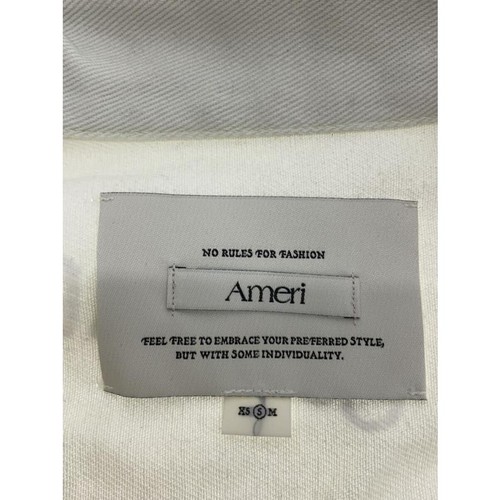 NO RULES FOR FASHION
Ameri
FEEL FREE TO EMBRACE YOUR PREFERRED STYLE,
BUT WITH SOME INDIVIDUALITY.
XS S M